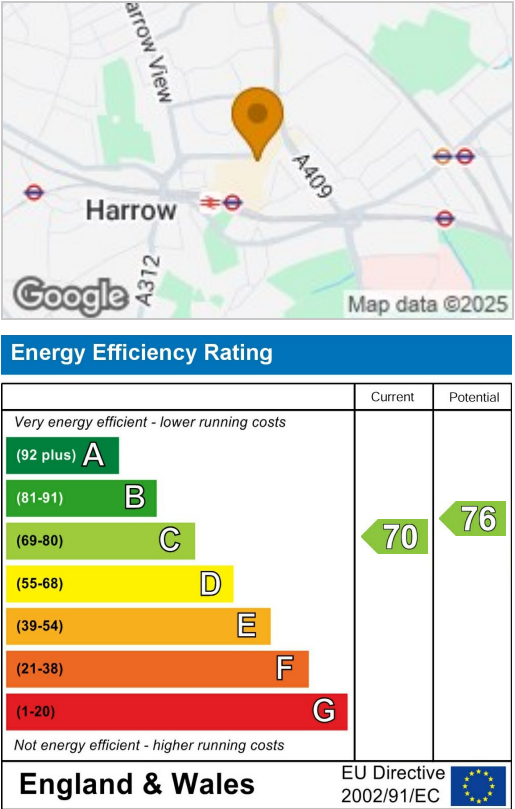 arrow View
A409
Harrow
A312
Google
Map data ©2025
Energy Efficiency Rating
Current
Potential
Very energy efficient - lower running costs
(92 plus) A
(81-91) B
(69-80) C
70
76
(55-68) D
(39-54) E
(21-38) F
(1-20) G
Not energy efficient - higher running costs
England & Wales
EU Directive
2002/91/EC